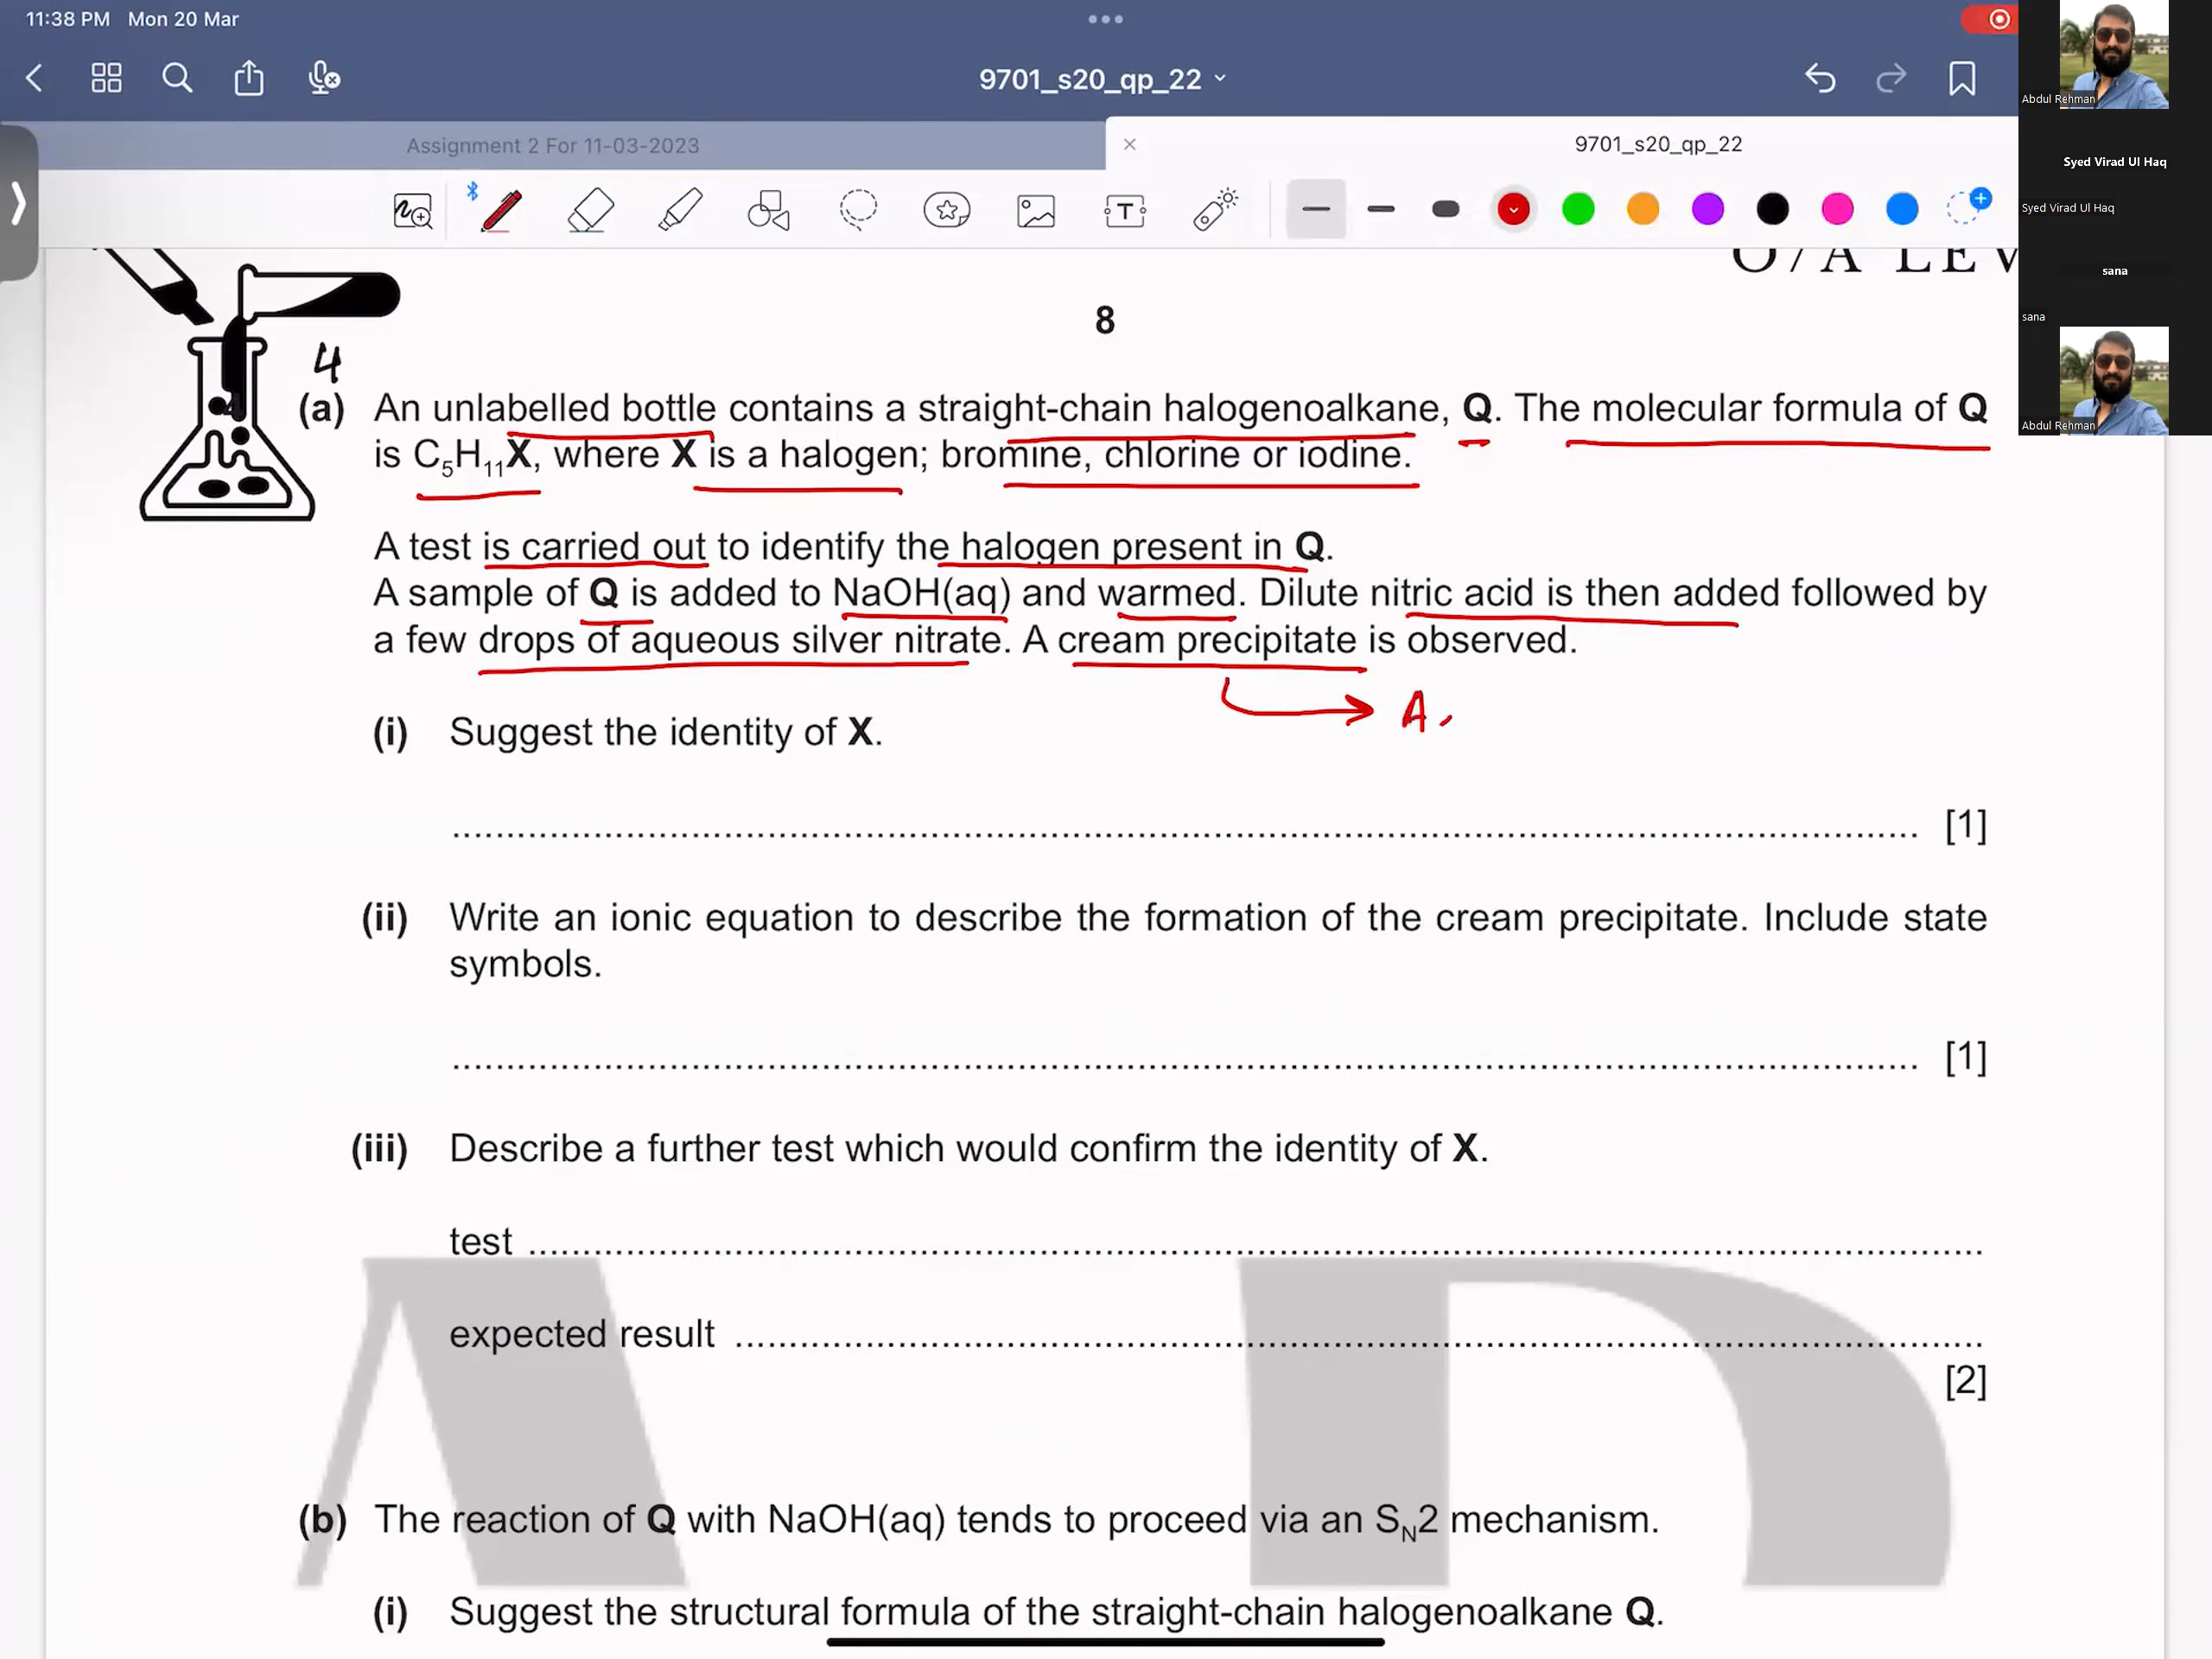 11:38 PM Mon 20 Mar
9701_s20_qp_22
Assignment 2 For 11-03-2023
9701_s20_qp_22
Abdul Rehman
Syed Virad Ul Haq
Syed Virad Ul Haq
sana
sana
Abdul Rehman
O/A LEV
8
4
(a) An unlabelled bottle contains a straight-chain halogenoalkane, Q. The molecular formula of Q
is C₅H₁₁X, where X is a halogen; bromine, chlorine or iodine.
A test is carried out to identify the halogen present in Q.
A sample of Q is added to NaOH(aq) and warmed. Dilute nitric acid is then added followed by
a few drops of aqueous silver nitrate. A cream precipitate is observed.
A
(i) Suggest the identity of X.
[1]
(ii) Write an ionic equation to describe the formation of the cream precipitate. Include state
symbols.
[1]
(iii) Describe a further test which would confirm the identity of X.
test
expected result
[2]
(b) The reaction of Q with NaOH(aq) tends to proceed via an Sₙ2 mechanism.
(i) Suggest the structural formula of the straight-chain halogenoalkane Q.